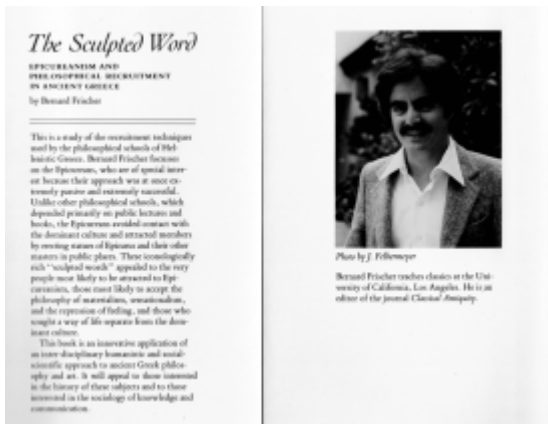 The Sculpted Word
EPICUREANISM AND
PHILOSOPHICAL RECRUITMENT
IN ANCIENT GREECE
by Bernard Frischer
This is a study of the recruitment techniques
used by the philosophical schools of Hel-
lenistic Greece. Bernard Frischer focuses
on the Epicureans, who are of special inter-
est because their approach was at once ex-
tremely passive and extremely successful.
Unlike other philosophical schools, which
depended primarily on public lectures and
books, the Epicureans avoided contact with
the dominant culture and attracted members
by erecting statues of Epicurus and their other
masters in public places. These iconologically
rich "sculpted words" appealed to the very
people most likely to be attracted to Epi-
cureanism, those most likely to accept the
philosophy of materialism, sensationalism,
and the repression of feeling, and those who
sought a way of life separate from the dom-
inant culture.
This book is an innovative application of
an inter-disciplinary humanistic and social-
scientific approach to ancient Greek philos-
ophy and art. It will appeal to those interested
in the history of these subjects and to those
interested in the sociology of knowledge and
communication.
Photo by J. Felbermeyer
Bernard Frischer teaches classics at the Uni-
versity of California, Los Angeles. He is an
editor of the journal Classical Antiquity.